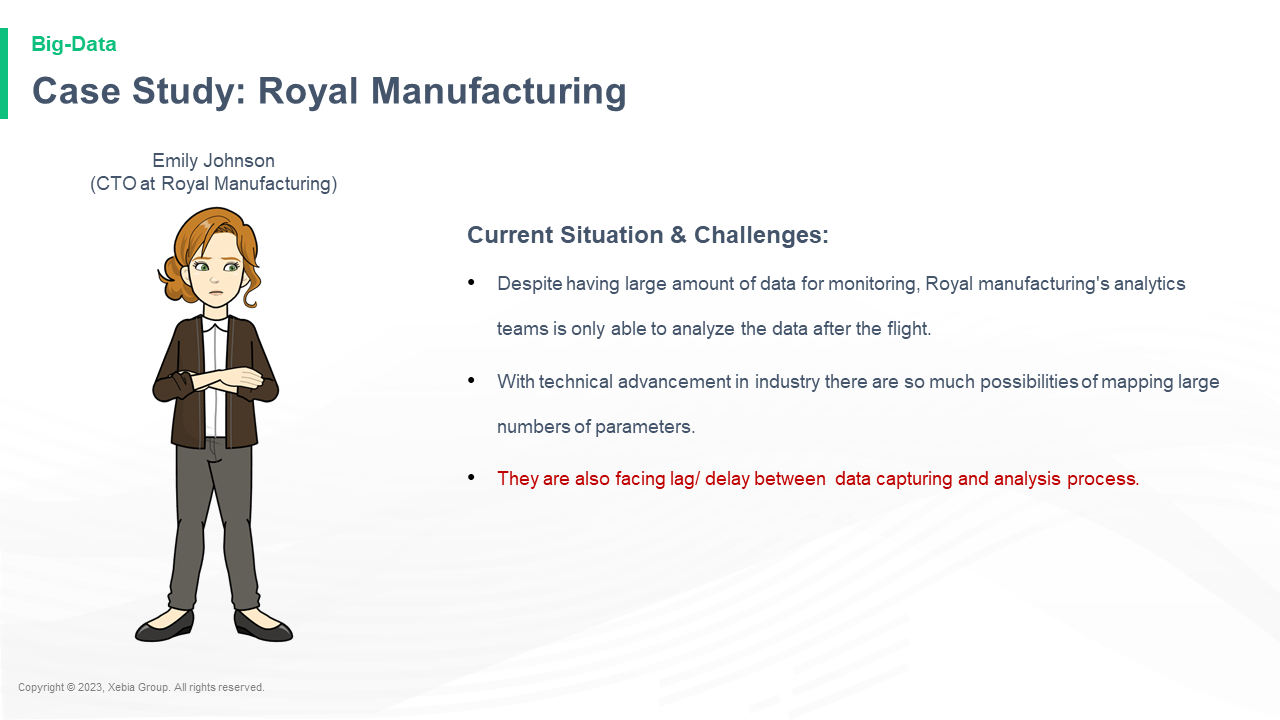 Big-Data
Case Study: Royal Manufacturing
Emily Johnson
(CTO at Royal Manufacturing)
Current Situation & Challenges:
• Despite having large amount of data for monitoring, Royal manufacturing's analytics
teams is only able to analyze the data after the flight.
• With technical advancement in industry there are so much possibilities of mapping large
numbers of parameters.
• They are also facing lag/ delay between  data capturing and analysis process.
Copyright © 2023, Xebia Group. All rights reserved.